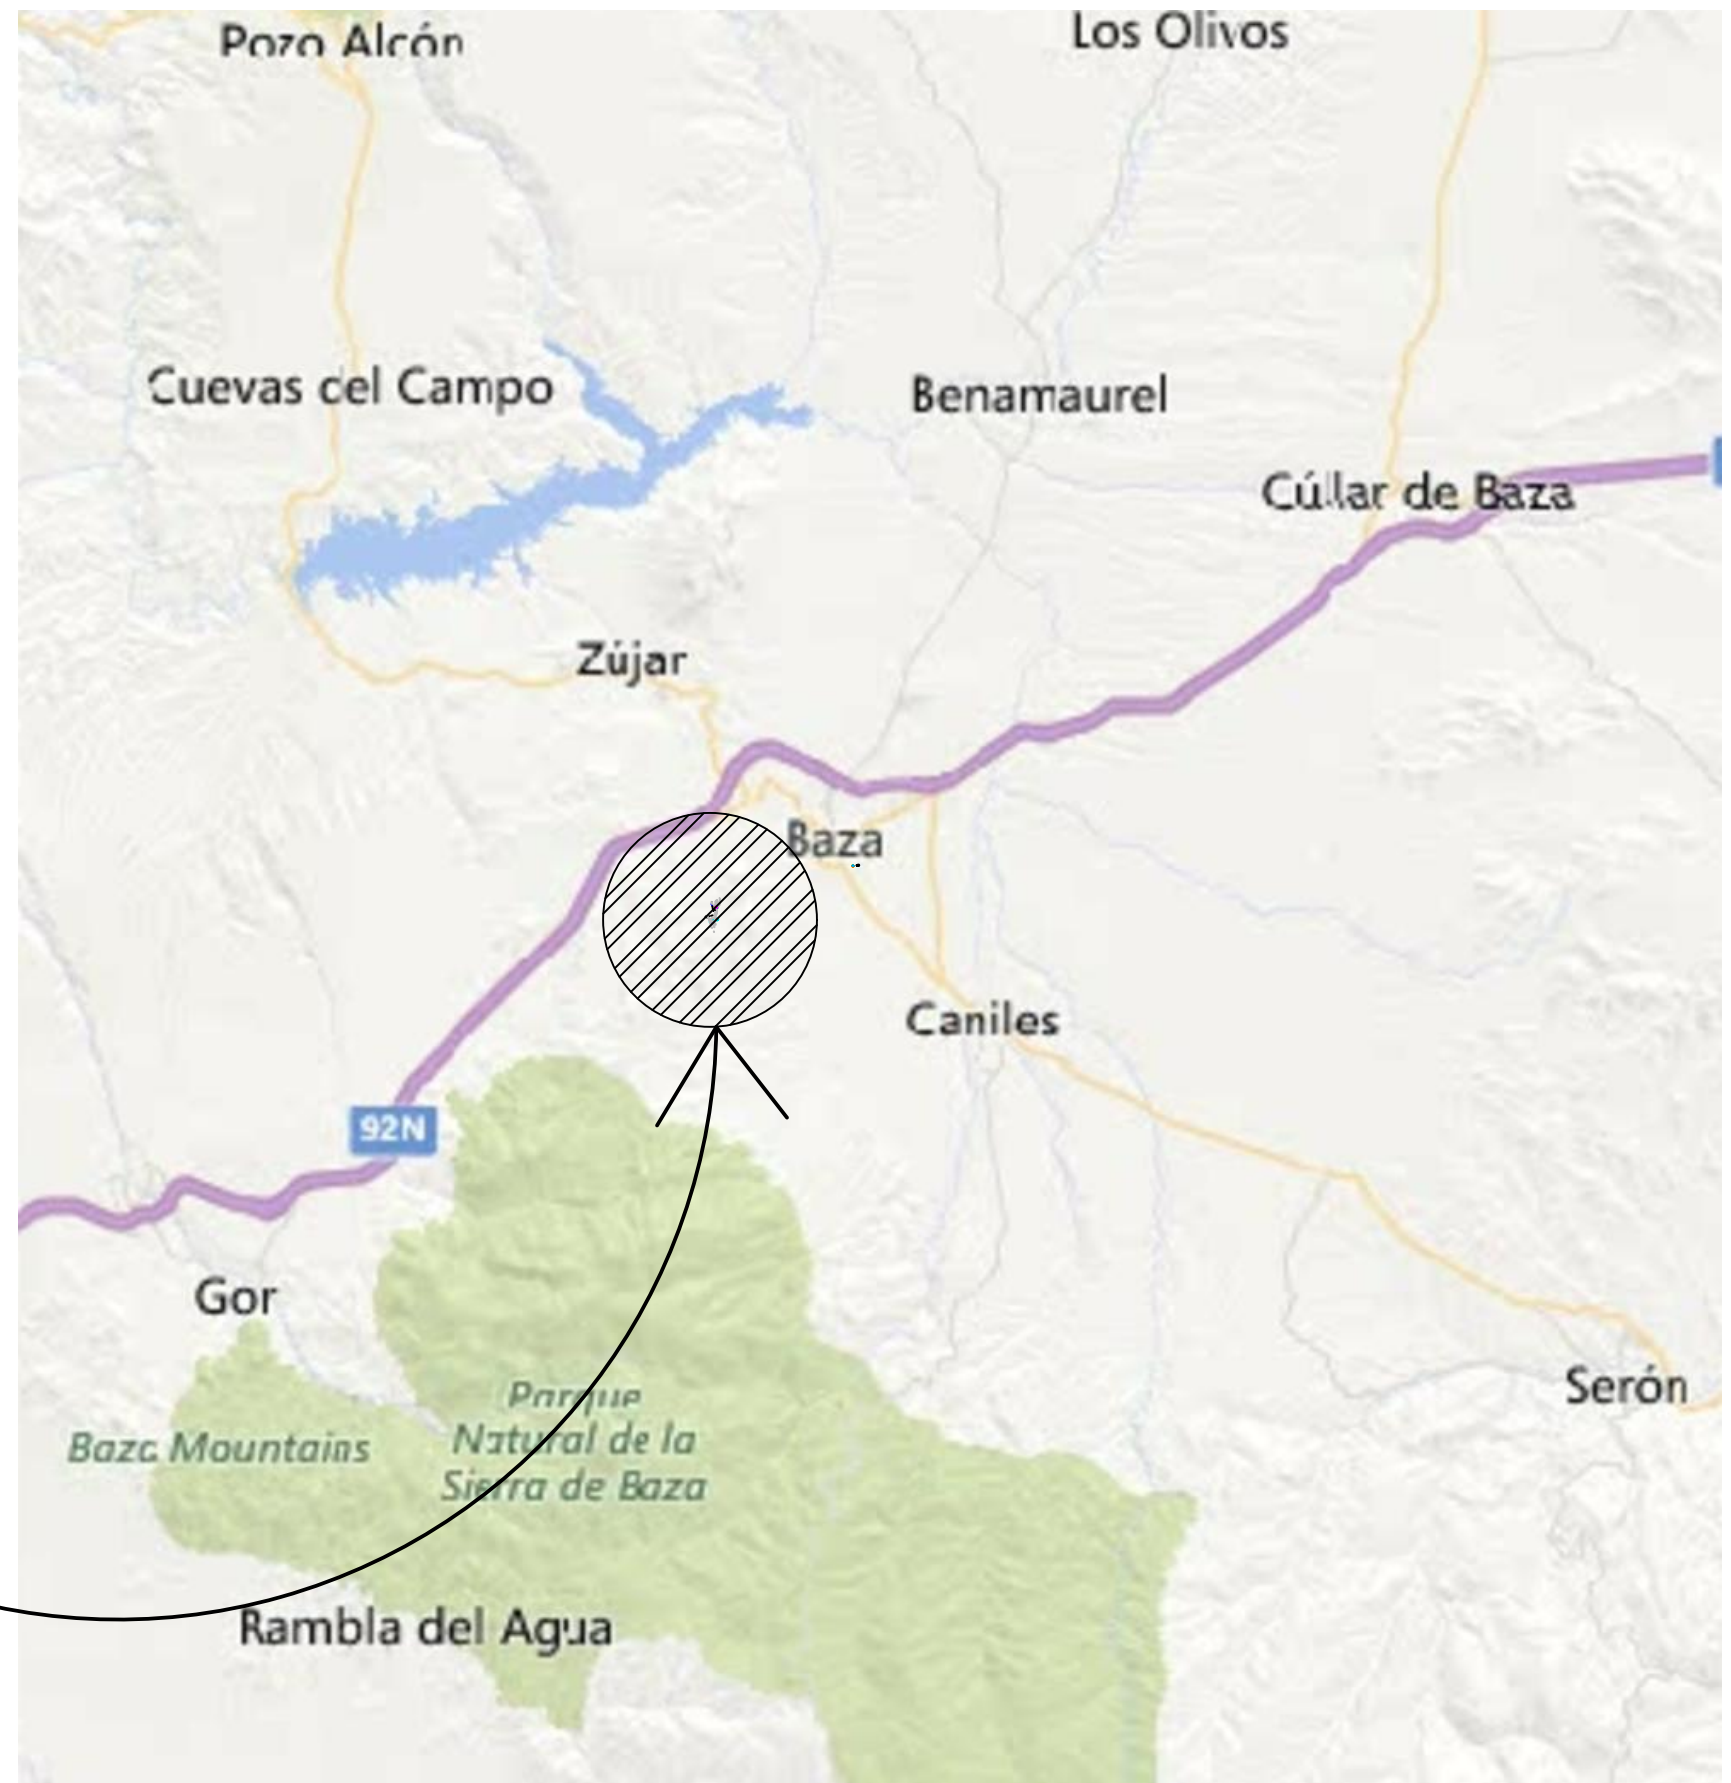 Pozo Alcón
Los Olivos
Cuevas del Campo
Benamaurel
Cúllar de Baza
Zújar
Baza
Caniles
92N
Gor
Serón
Parque
Natural de la
Sierra de Baza
Baza Mountains
Rambla del Agua